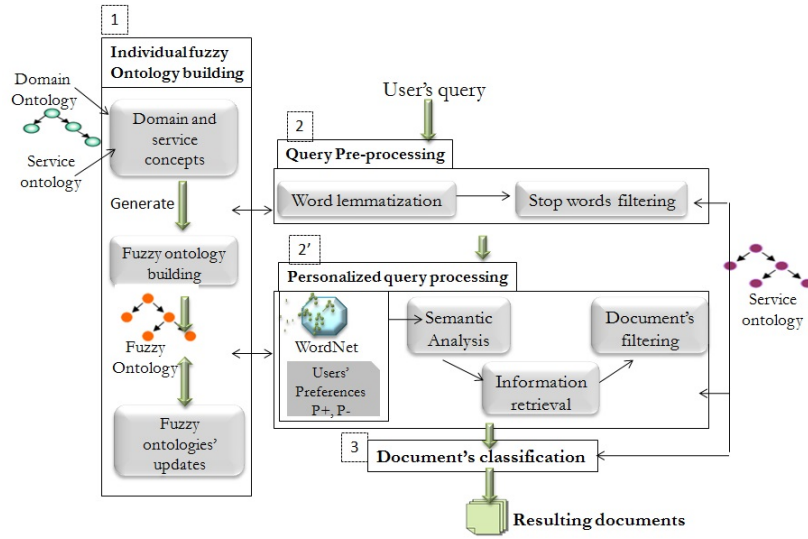 1
Individual fuzzy
Ontology building
Domain
Ontology
Service
ontology
Domain and
service
concepts
Generate
Fuzzy ontology
building
Fuzzy
Ontology
Fuzzy
ontologies'
updates
User's query
2
Query Pre-processing
Word lemmatization
Stop words filtering
2'
Personalized query processing
WordNet
Users'
Preferences
P+, P-
Semantic
Analysis
Information
retrieval
Document's
filtering
Service
ontology
3
Document's classification
Resulting documents